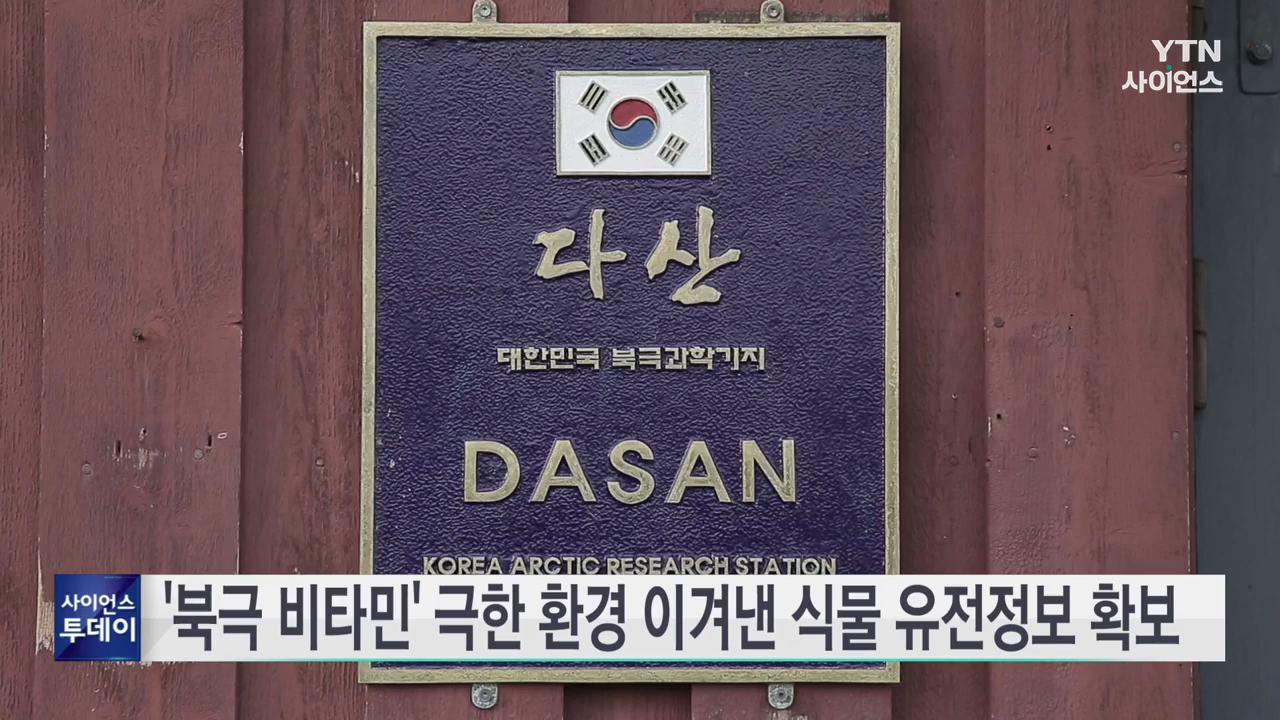 YTN
사이언스
다산
대한민국 북극과학기지
DASAN
KOREA ARCTIC RESEARCH STATION
사이언스
투데이
'북극 비타민' 극한 환경 이겨낸 식물 유전정보 확보